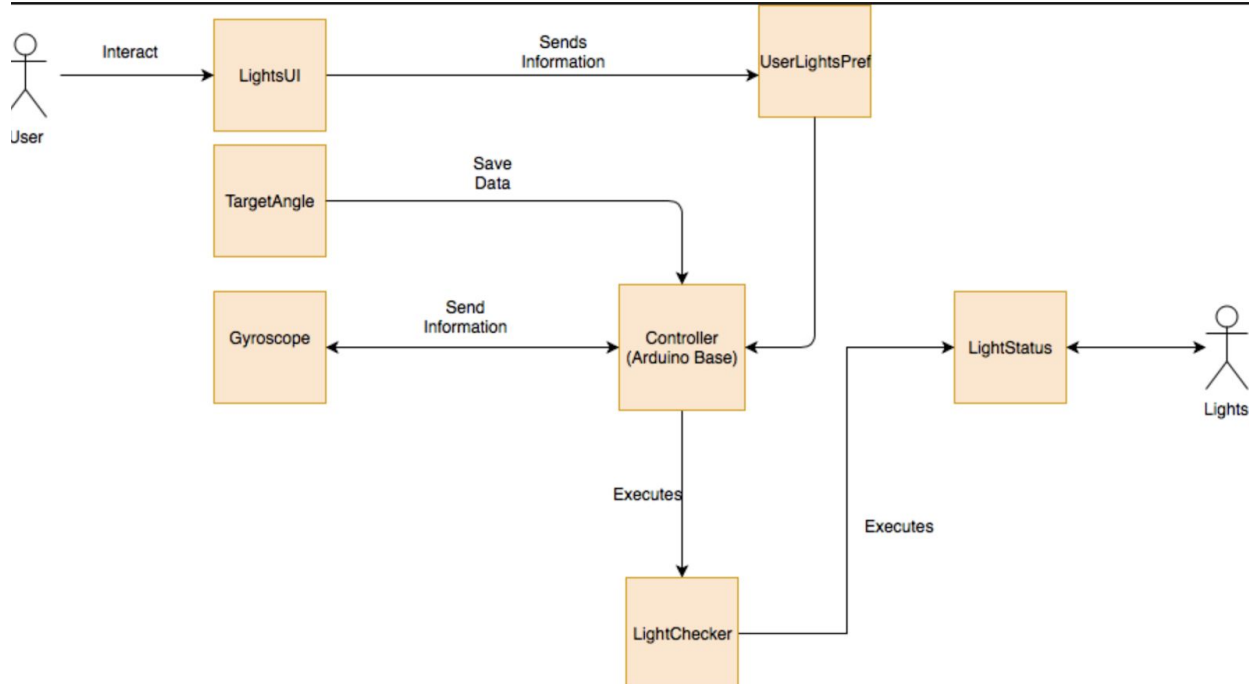 Interact
Sends
Information
LightsUI
UserLightsPref
User
Save
Data
TargetAngle
Send
Information
Gyroscope
Controller
(Arduino Base)
LightStatus
Lights
Executes
Executes
LightChecker